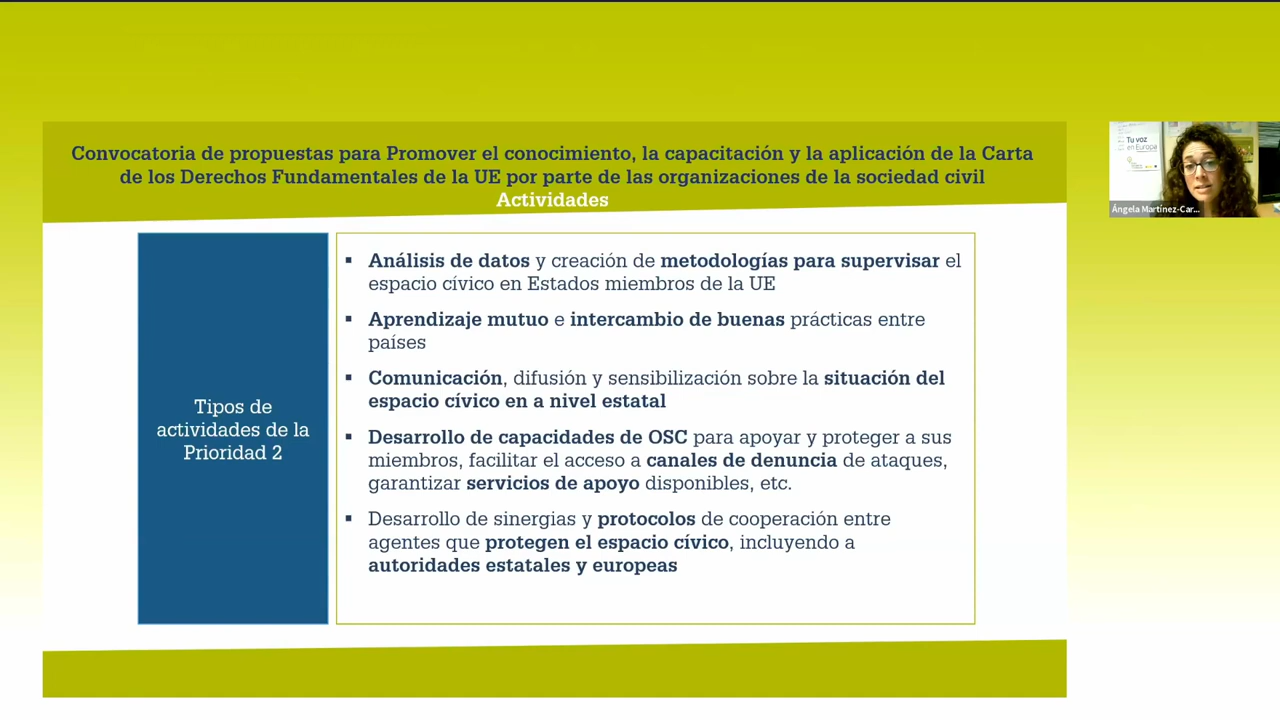 Convocatoria de propuestas para Promover el conocimiento, la capacitación y la aplicación de la Carta
de los Derechos Fundamentales de la UE por parte de las organizaciones de la sociedad civil
Actividades
Tu voz
en Europa
Ángela Martínez-Car...
Tipos de
actividades de la
Prioridad 2
▪ Análisis de datos y creación de metodologías para supervisar el
espacio cívico en Estados miembros de la UE
▪ Aprendizaje mutuo e intercambio de buenas prácticas entre
países
▪ Comunicación, difusión y sensibilización sobre la situación del
espacio cívico en a nivel estatal
▪ Desarrollo de capacidades de OSC para apoyar y proteger a sus
miembros, facilitar el acceso a canales de denuncia de ataques,
garantizar servicios de apoyo disponibles, etc.
▪ Desarrollo de sinergias y protocolos de cooperación entre
agentes que protegen el espacio cívico, incluyendo a
autoridades estatales y europeas